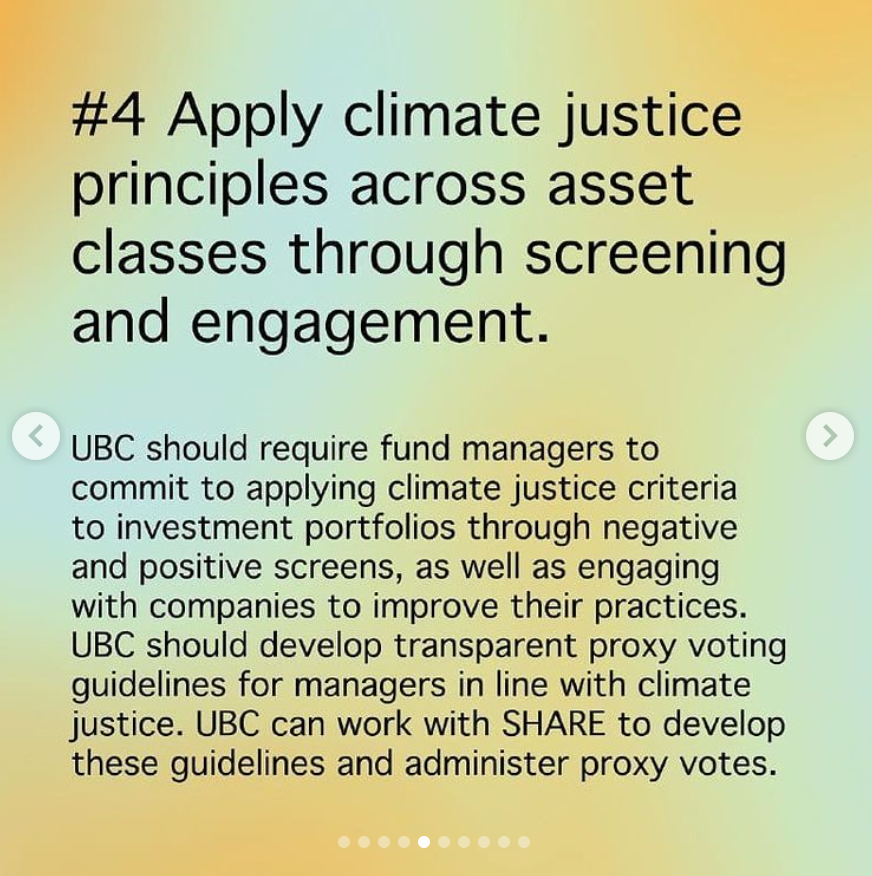 #4 Apply climate justice
principles across asset
classes through screening
and engagement.
UBC should require fund managers to
commit to applying climate justice criteria
to investment portfolios through negative
and positive screens, as well as engaging
with companies to improve their practices.
UBC should develop transparent proxy voting
guidelines for managers in line with climate
justice. UBC can work with SHARE to develop
these guidelines and administer proxy votes.